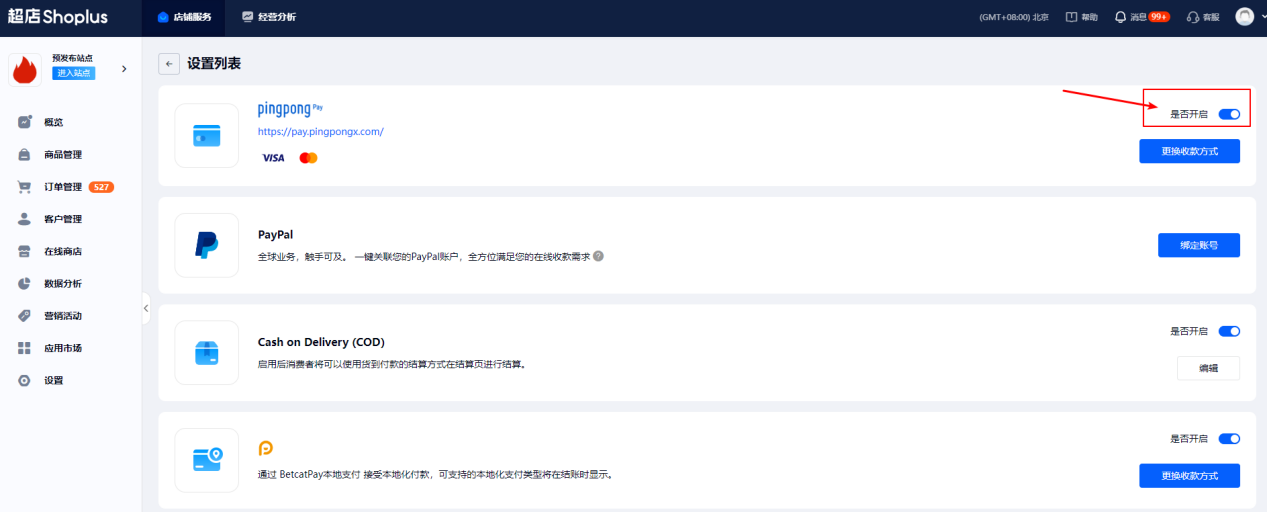 超店Shoplus
店铺服务
经营分析
(GMT+08:00) 北京
帮助
消息 99+
客服
预发布站点
进入站点
设置列表
概览
商品管理
订单管理 527
客户管理
在线商店
数据分析
营销活动
应用市场
设置
pingpong Pay
https://pay.pingpongx.com/
VISA
是否开启
更换收款方式
PayPal
全球业务，触手可及。 一键关联您的PayPal账户，全方位满足您的在线收款需求 ?
绑定账号
Cash on Delivery (COD)
启用后消费者将可以使用货到付款的结算方式在结算页进行结算。
是否开启
编辑
通过 BetcatPay本地支付 接受本地化付款，可支持的本地化支付类型将在结账时显示。
是否开启
更换收款方式